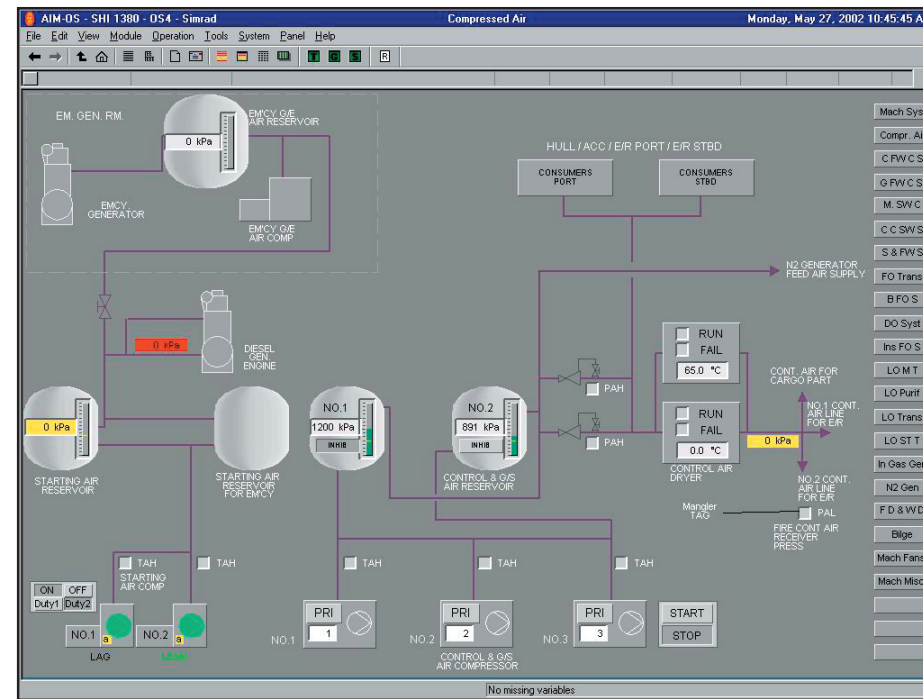 AIM-OS - SHI 1380 - OS4 - Simrad
Compressed Air
Monday, May 27, 2002 10:45:45 A
File Edit View Module Operation Tools System Panel Help
T G S R
EM. GEN. RM.
EM'CY G/E
AIR RESERVOIR
0 kPa
EMCY.
GENERATOR
EM'CY G/E
AIR COMP
HULL / ACC / E/R PORT / E/R STBD
CONSUMERS
PORT
CONSUMERS
STBD
N2 GENERATOR
FEED AIR SUPPLY
0 kPa
DIESEL
GEN.
ENGINE
RUN
FAIL
65.0 °C
PAH
CONT. AIR FOR
CARGO PART
NO.1 CONT.
AIR LINE
FOR E/R
0 kPa
STARTING AIR
RESERVOIR
STARTING AIR
RESERVOIR
FOR EM'CY
NO.1
1200 kPa
INHIB
NO.2
891 kPa
INHIB
CONTROL & G/S
AIR RESERVOIR
PAH
RUN
FAIL
0.0 °C
CONTROL AIR
DRYER
0 kPa
NO.2 CONT.
AIR LINE
FOR E/R
Mangler
TAG
PAL
FIRE CONT AIR
RECEIVER
PRESS
TAH
STARTING
AIR COMP
TAH
TAH
TAH
TAH
ON OFF
Duty1 Duty2
NO.1
a
LAG
NO.2
a
NO.1
PRI
1
NO.2
PRI
2
CONTROL & G/S
AIR COMPRESSOR
NO.3
PRI
3
START
STOP
Mach Sys
Compr. Ai
C FW C S
G FW C S
M. SW C
C C SW S
S & FW S
FO Trans
B FO S
DO Syst
Ins FO S
LO M T
LO Purif
LO Trans
LO ST T
In Gas Ger
N2 Gen
F D & W D
Bilge
Mach Fans
Mach Misc
No missing variables